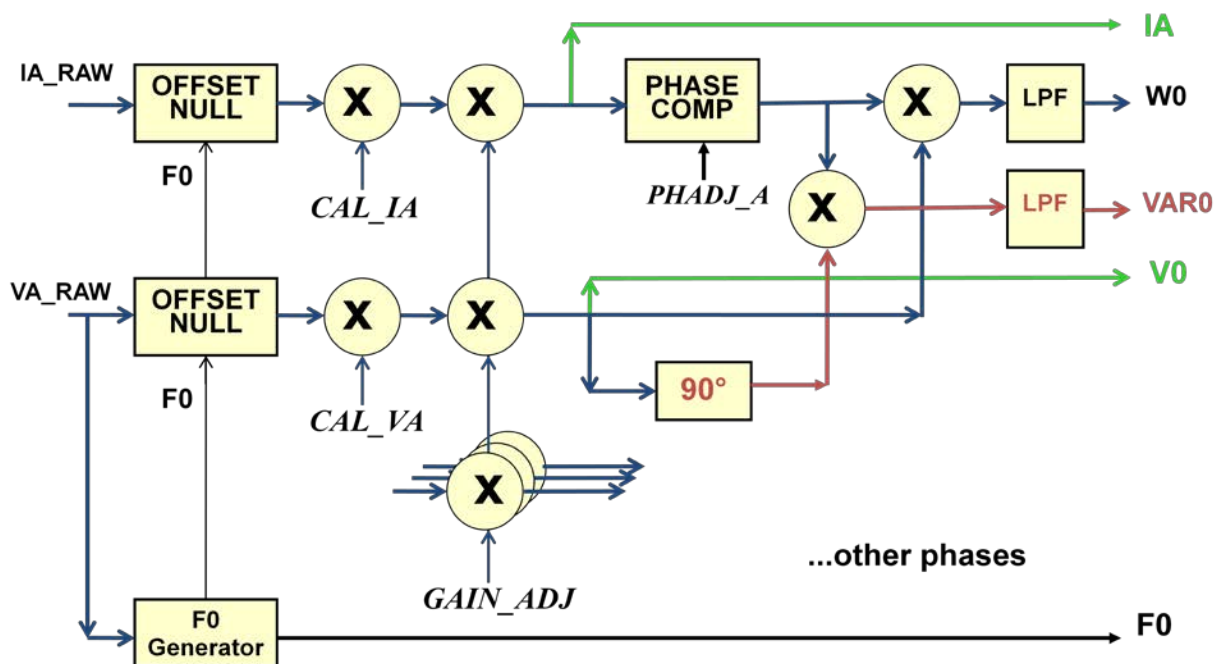 IA
IA_RAW
OFFSET
NULL
X
X
PHASE
COMP
X
LPF
W0
F0
CAL_IA
PHADJ_A
X
LPF
VAR0
VA_RAW
OFFSET
NULL
X
X
V0
F0
CAL_VA
90°
X
...other phases
GAIN_ADJ
F0
Generator
F0